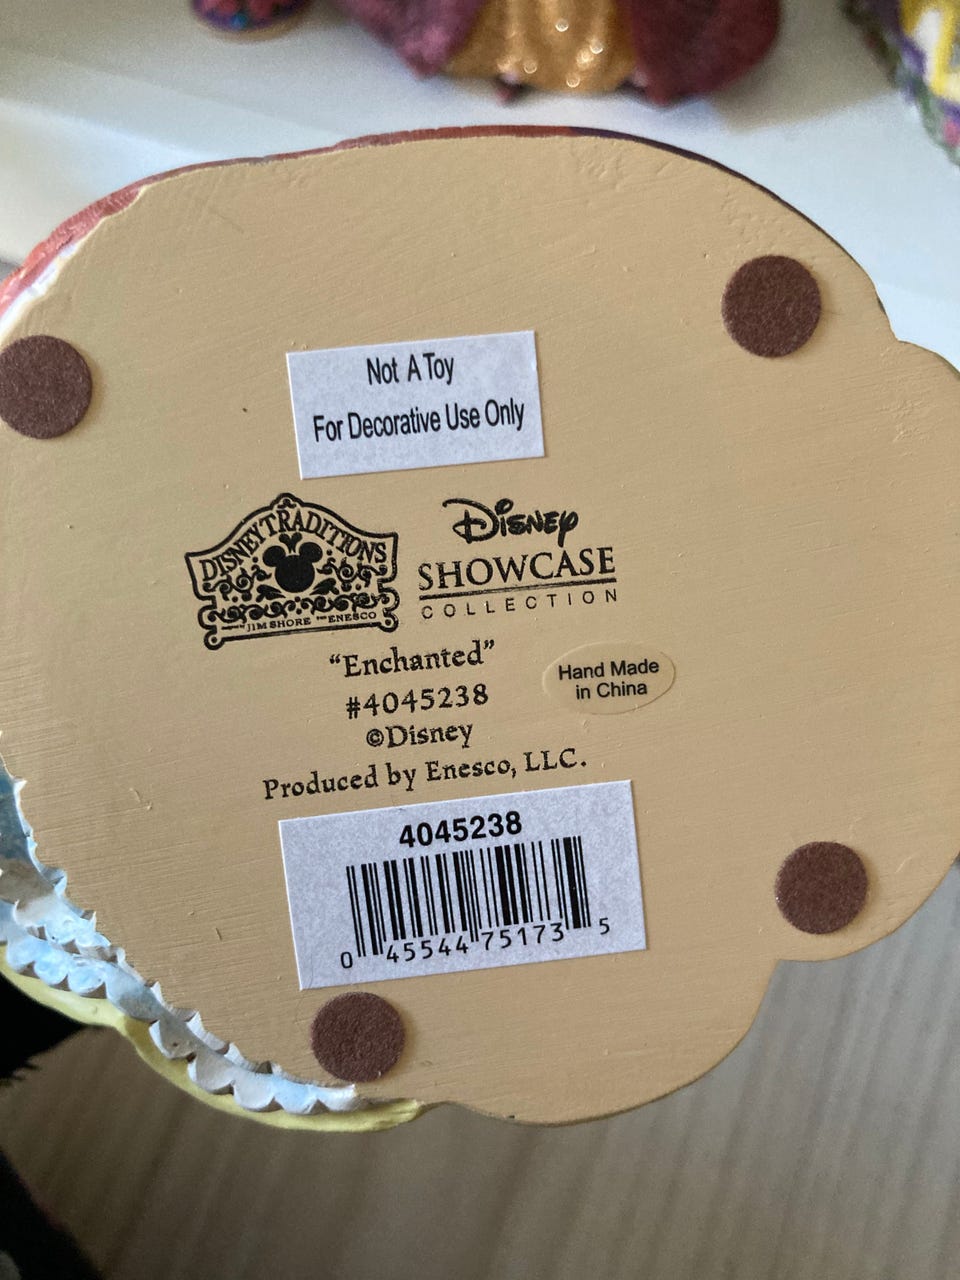 Not A Toy
For Decorative Use Only
DISNEY TRADITIONS
JIM SHORE ENESCO
Disney
SHOWCASE
COLLECTION
“Enchanted”
#4045238
©Disney
Produced by Enesco, LLC.
Hand Made
in China
4045238
0 45544 75173 5